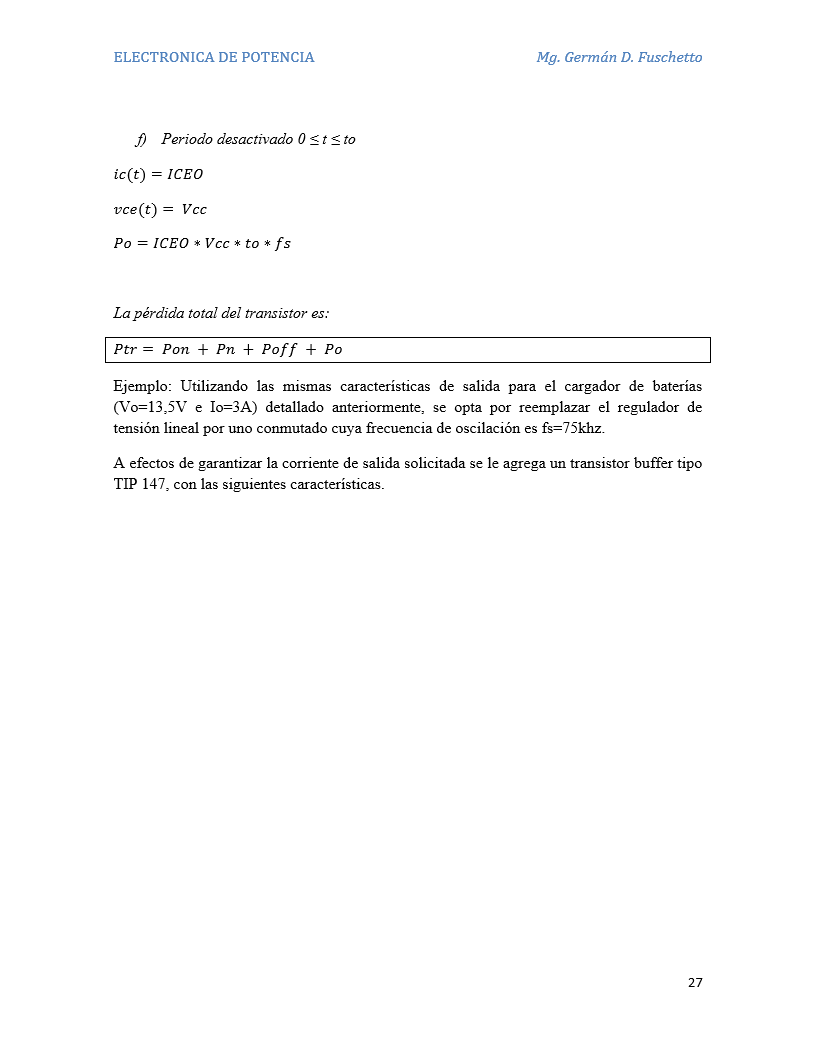 ELECTRONICA DE POTENCIA Mg. Germán D. Fuschetto
f) Periodo desactivado 0 ≤ t ≤ to
ic(t) = ICEO
vce(t) = Vcc
Po = ICEO ∗ Vcc ∗ to ∗ fs
La pérdida total del transistor es:
Ptr = Pon + Pn + Poff + Po
Ejemplo: Utilizando las mismas características de salida para el cargador de baterías
(Vo=13,5V e Io=3A) detallado anteriormente, se opta por reemplazar el regulador de
tensión lineal por uno conmutado cuya frecuencia de oscilación es fs=75khz.
A efectos de garantizar la corriente de salida solicitada se le agrega un transistor buffer tipo
TIP 147, con las siguientes características.
27